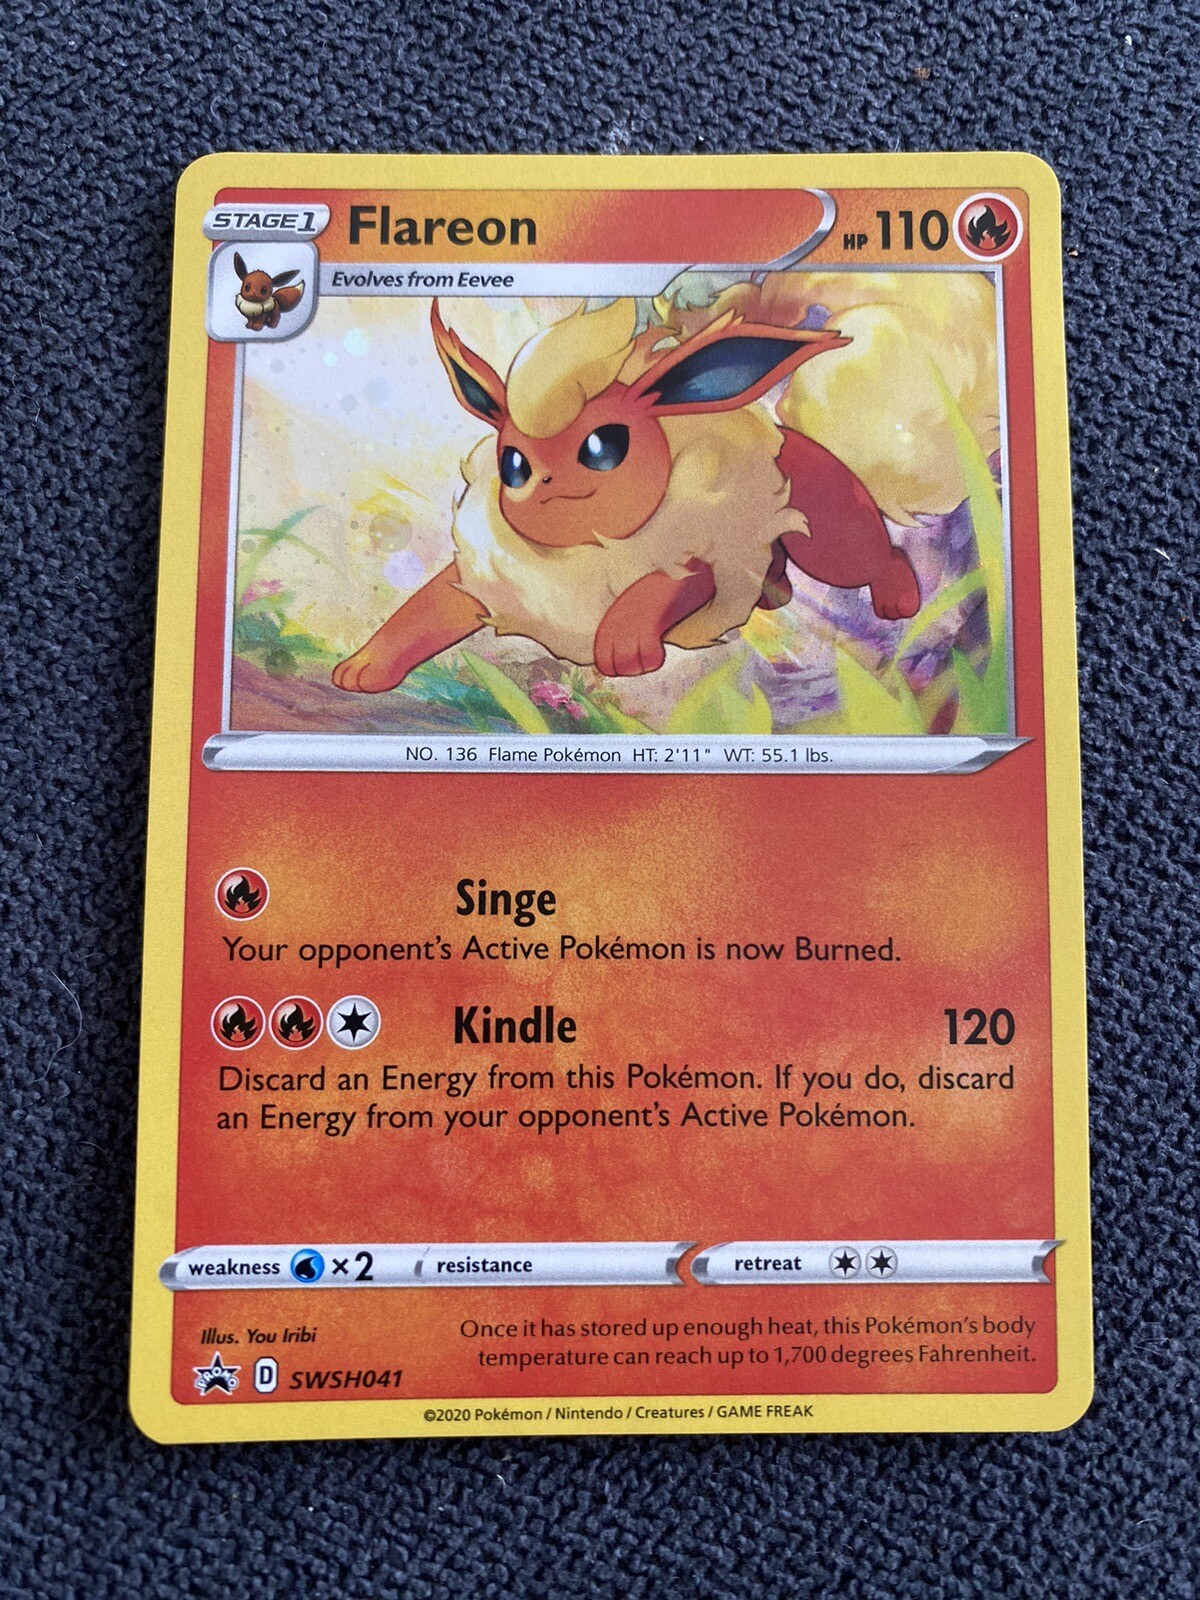 STAGE 1 Flareon HP 110
Evolves from Eevee
NO. 136 Flame Pokémon HT: 2'11" WT: 55.1 lbs.
Singe
Your opponent's Active Pokémon is now Burned.
Kindle 120
Discard an Energy from this Pokémon. If you do, discard
an Energy from your opponent's Active Pokémon.
weakness ×2 resistance retreat
Illus. You Iribi
Once it has stored up enough heat, this Pokémon's body
temperature can reach up to 1,700 degrees Fahrenheit.
PROMO D SWSH041
©2020 Pokémon / Nintendo / Creatures / GAME FREAK